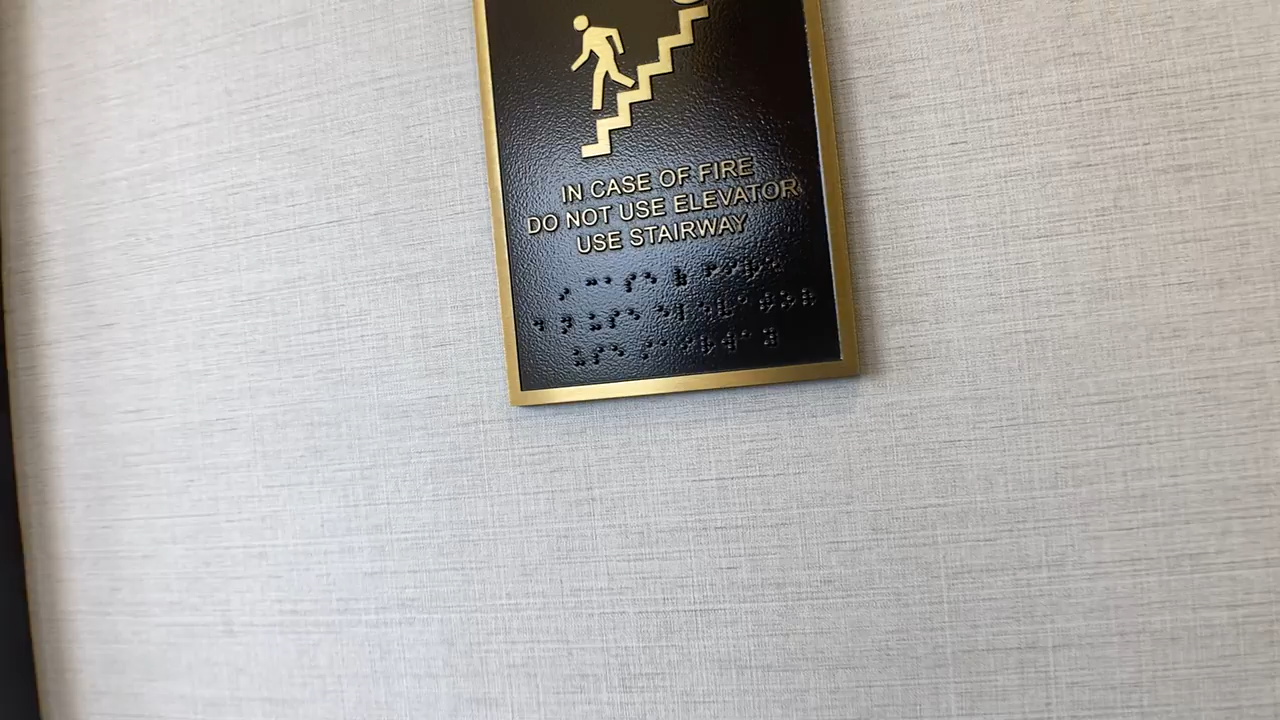 IN CASE OF FIRE
DO NOT USE ELEVATOR
USE STAIRWAY